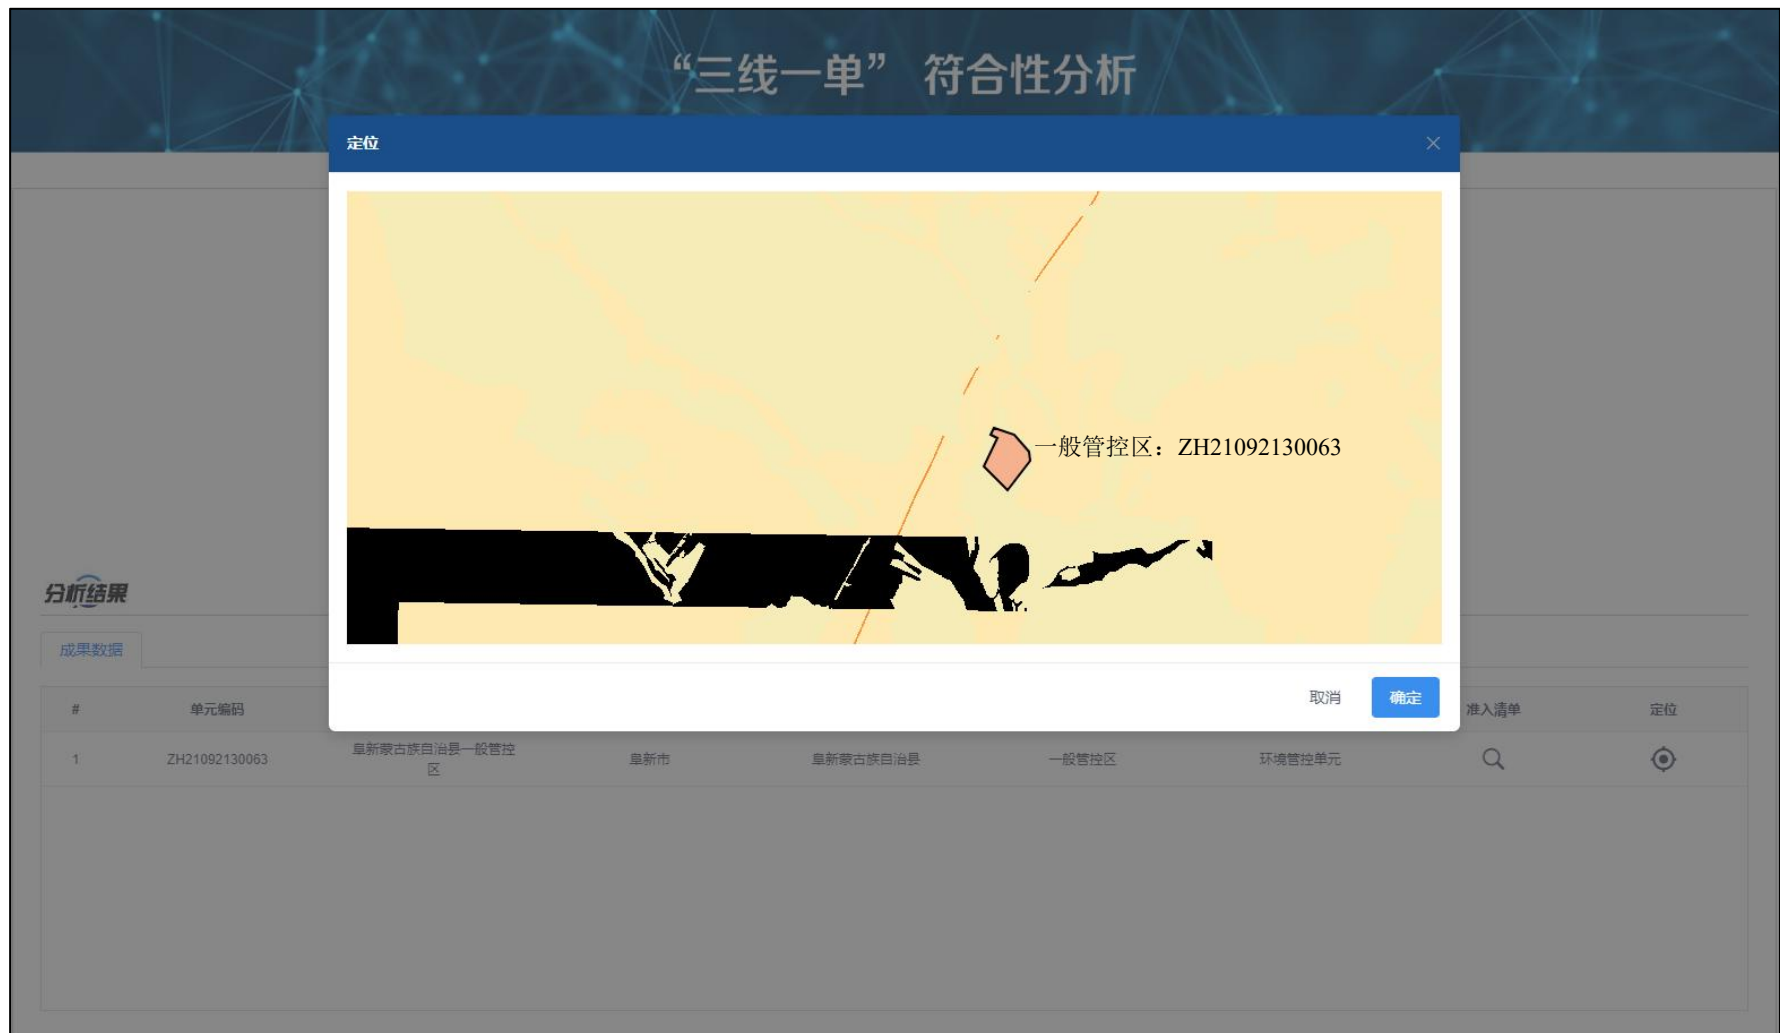 “三线一单” 符合性分析
定位
一般管控区：ZH21092130063
分析结果
成果数据
取消
确定
# 单元编码 准入清单 定位
1 ZH21092130063 阜新蒙古族自治县一般管控 阜新市 阜新蒙古族自治县 一般管控区 环境管控单元
区